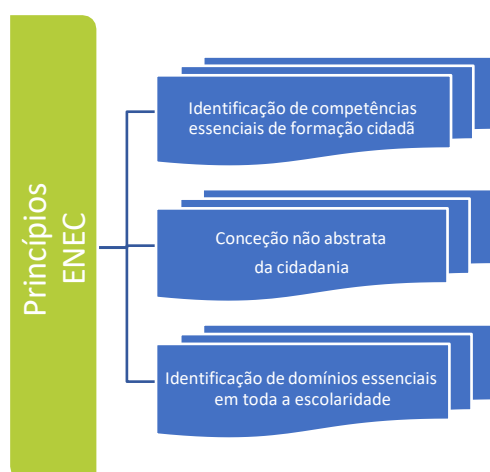 Princípios
ENEC
Identificação de competências
essenciais de formação cidadã
Conceção não abstrata
da cidadania
Identificação de domínios essenciais
em toda a escolaridade